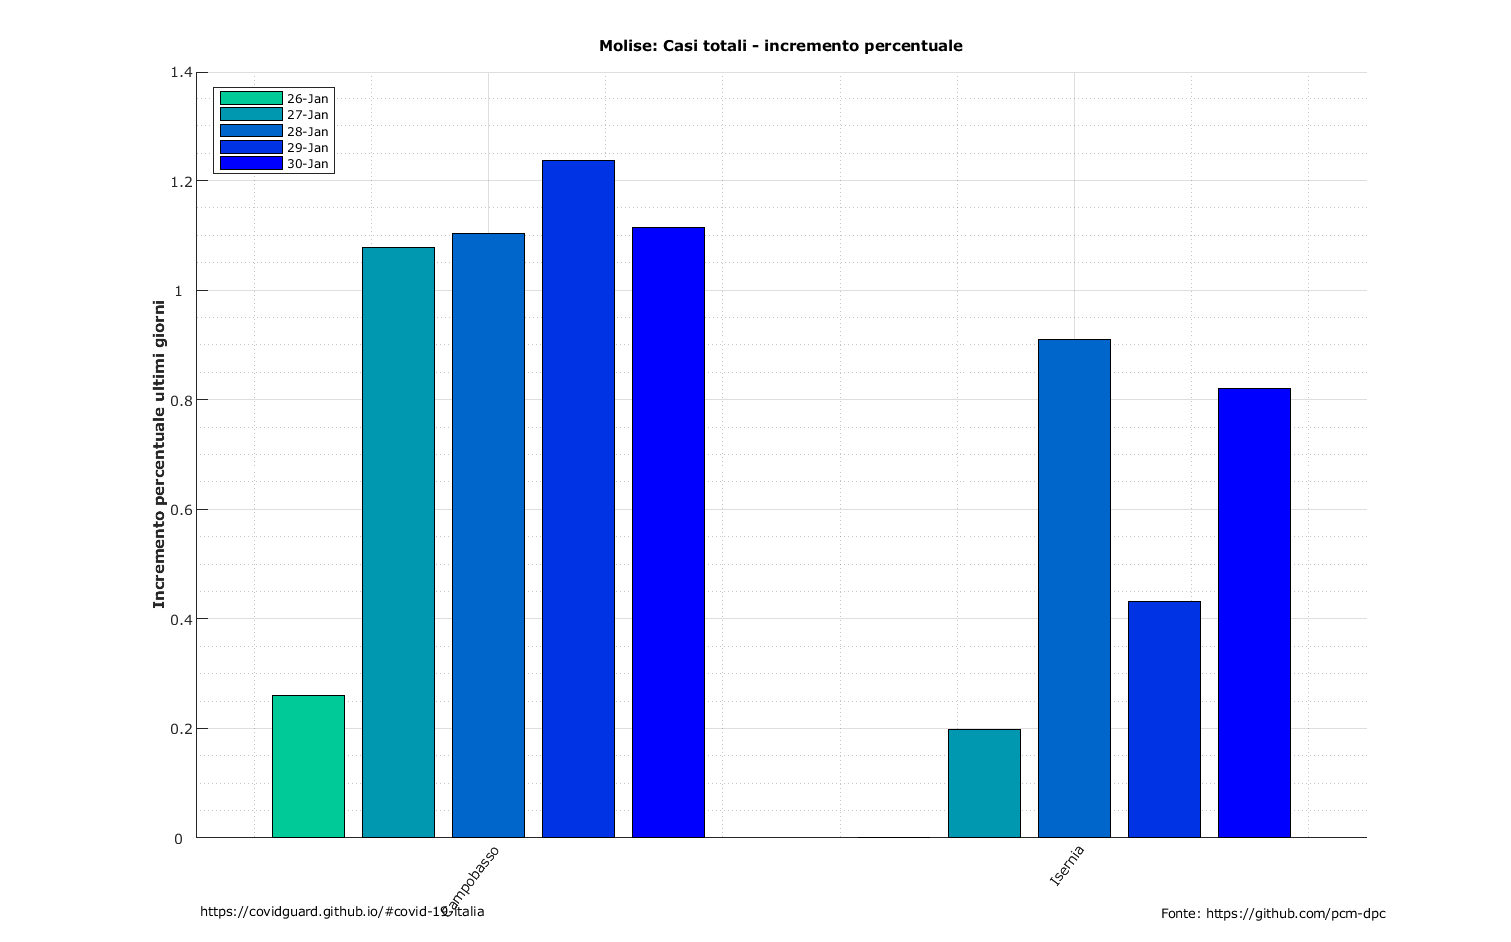 Molise: Casi totali - incremento percentuale
1.4
1.2
1
0.8
0.6
0.4
0.2
0
Incremento percentuale ultimi giorni
26-Jan
27-Jan
28-Jan
29-Jan
30-Jan
Campobasso
Isernia
https://covidguard.github.io/#covid-19-italia
Fonte: https://github.com/pcm-dpc